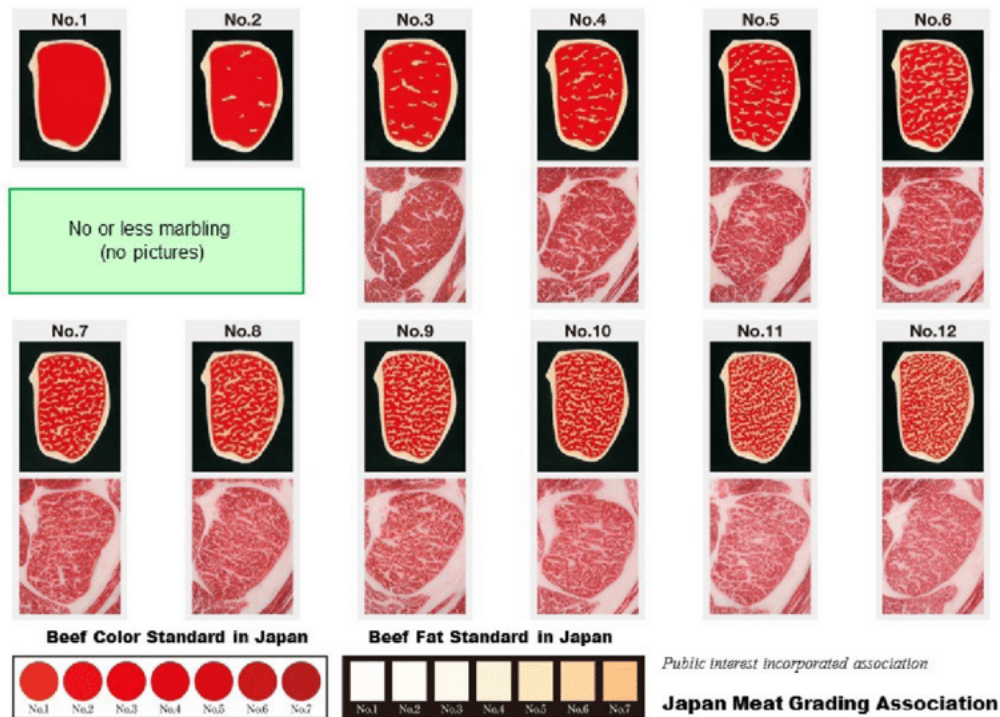 No.1 No.2 No.3 No.4 No.5 No.6
No or less marbling
(no pictures)
No.7 No.8 No.9 No.10 No.11 No.12
Beef Color Standard in Japan
No.1 No.2 No.3 No.4 No.5 No.6 No.7
Beef Fat Standard in Japan
No.1 No.2 No.3 No.4 No.5 No.6 No.7
Public interest incorporated association
Japan Meat Grading Association